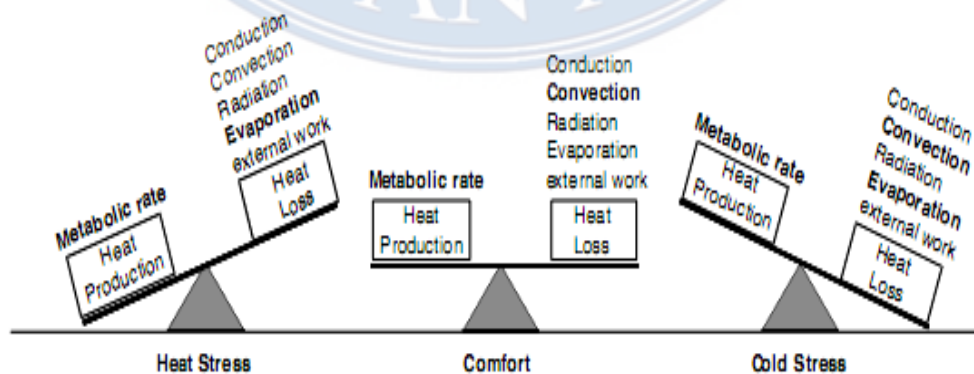 ANT
Conduction
Convection
Radiation
Evaporation
external work
Metabolic rate
Heat
Production
Heat
Loss
Heat Stress
Conduction
Convection
Radiation
Evaporation
external work
Metabolic rate
Heat
Production
Heat
Loss
Comfort
Metabolic rate
Heat
Production
Conduction
Convection
Radiation
Evaporation
external work
Heat
Loss
Cold Stress